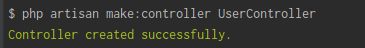 $ php artisan make:controller UserController
Controller created successfully.